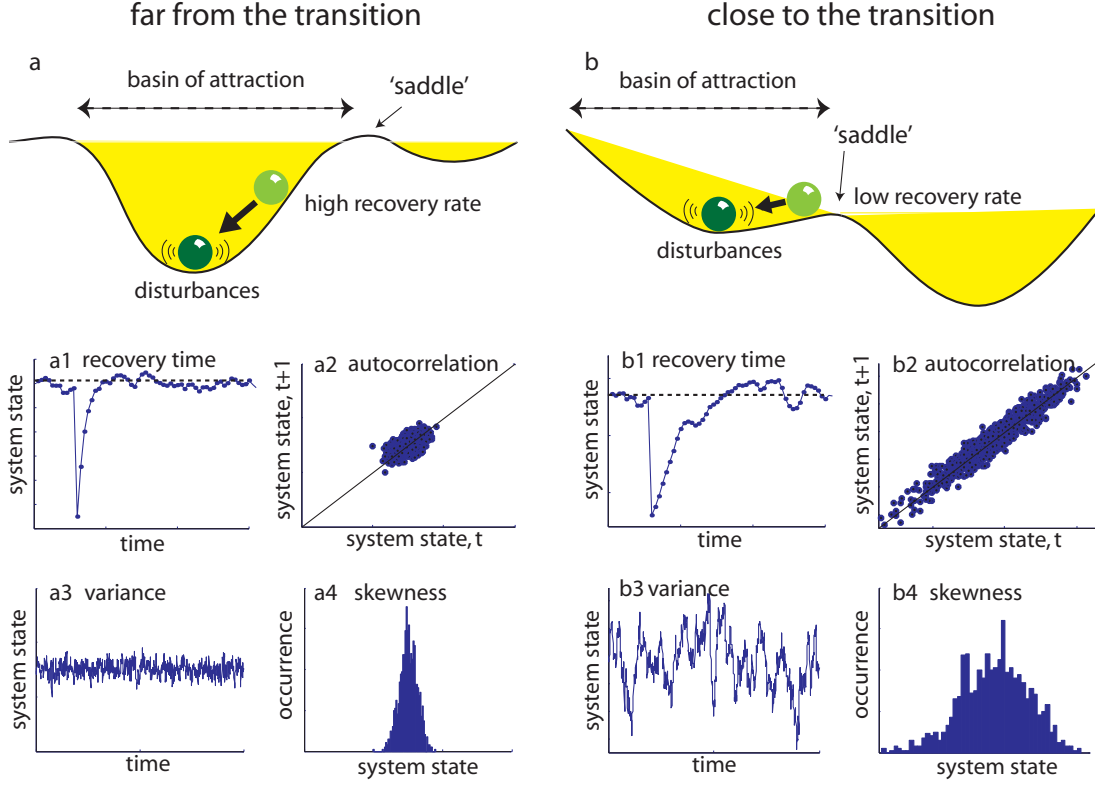 far from the transition
close to the transition
a
basin of attraction
'saddle'
high recovery rate
disturbances
b
basin of attraction
'saddle'
low recovery rate
disturbances
a1 recovery time
system state
time
a2 autocorrelation
system state, t+1
system state, t
b1 recovery time
system state
time
b2 autocorrelation
system state, t+1
system state, t
a3 variance
system state
time
a4 skewness
occurrence
system state
b3 variance
system state
time
b4 skewness
occurrence
system state